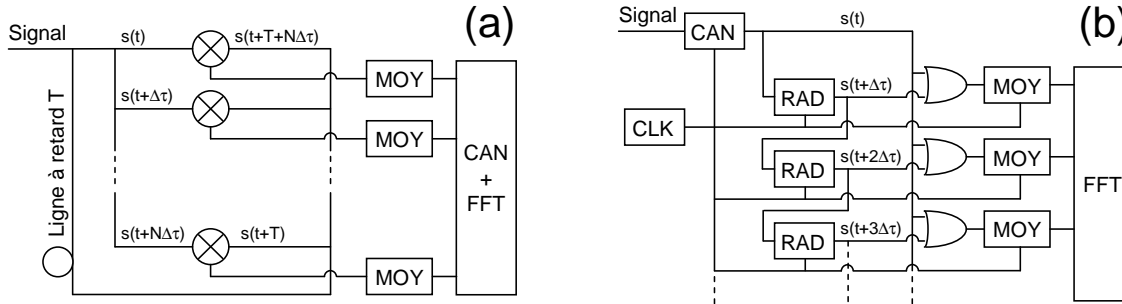 (a)
Signal
s(t)
s(t+T+NΔτ)
MOY
s(t+Δτ)
MOY
Ligne à retard T
CAN
+
FFT
s(t+NΔτ)
s(t+T)
MOY
(b)
Signal
CAN
s(t)
RAD
s(t+Δτ)
MOY
CLK
RAD
s(t+2Δτ)
MOY
FFT
RAD
s(t+3Δτ)
MOY